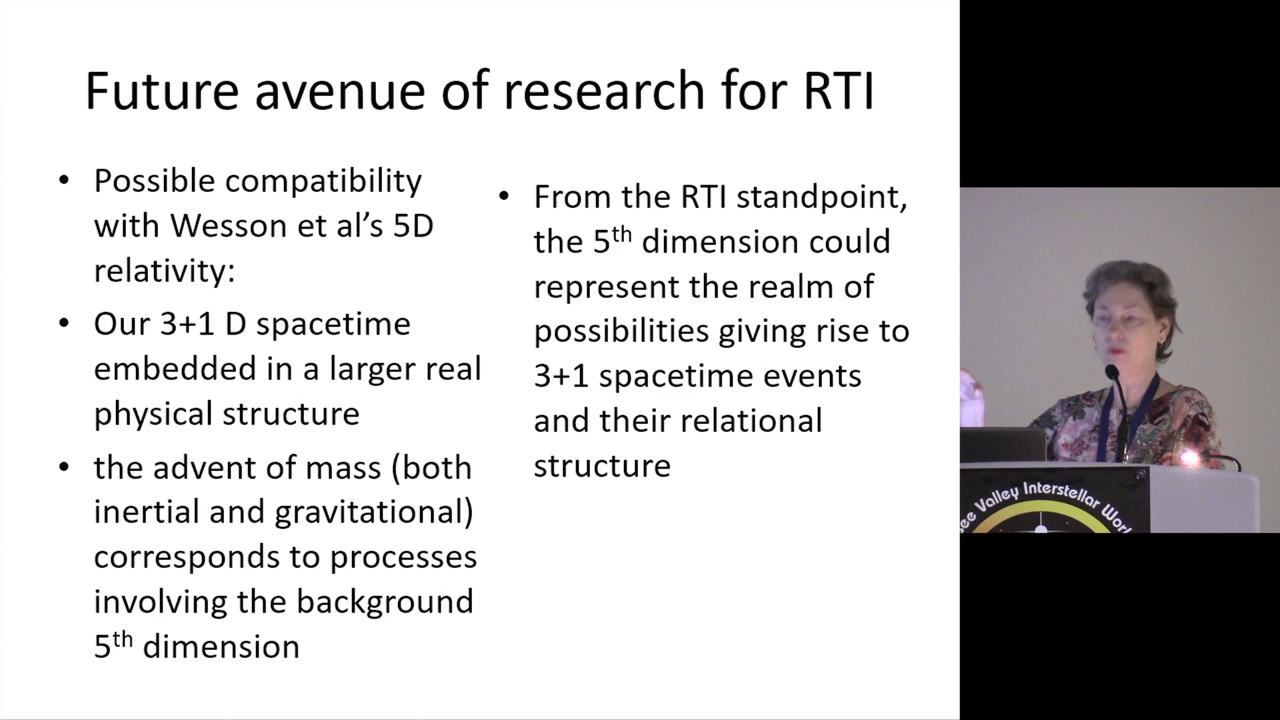 Future avenue of research for RTI
• Possible compatibility
with Wesson et al’s 5D
relativity:
• Our 3+1 D spacetime
embedded in a larger real
physical structure
• the advent of mass (both
inertial and gravitational)
corresponds to processes
involving the background
5th dimension
• From the RTI standpoint,
the 5th dimension could
represent the realm of
possibilities giving rise to
3+1 spacetime events
and their relational
structure
Valley Interstellar